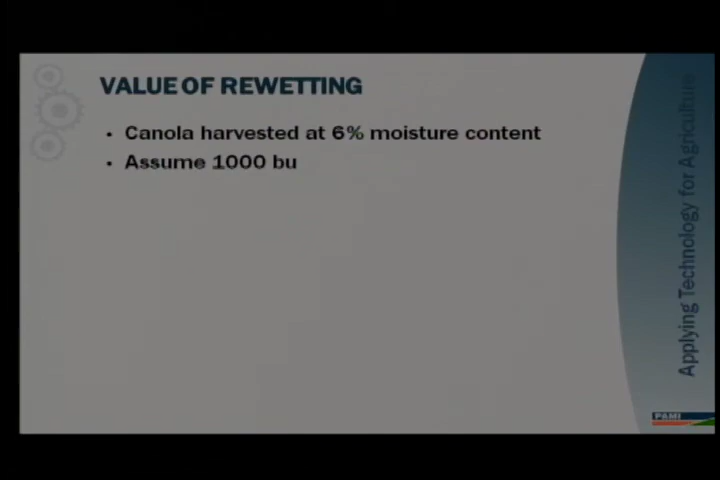 VALUE OF REWETTING
• Canola harvested at 6% moisture content
• Assume 1000 bu
Applying Technology for Agriculture
PAMI